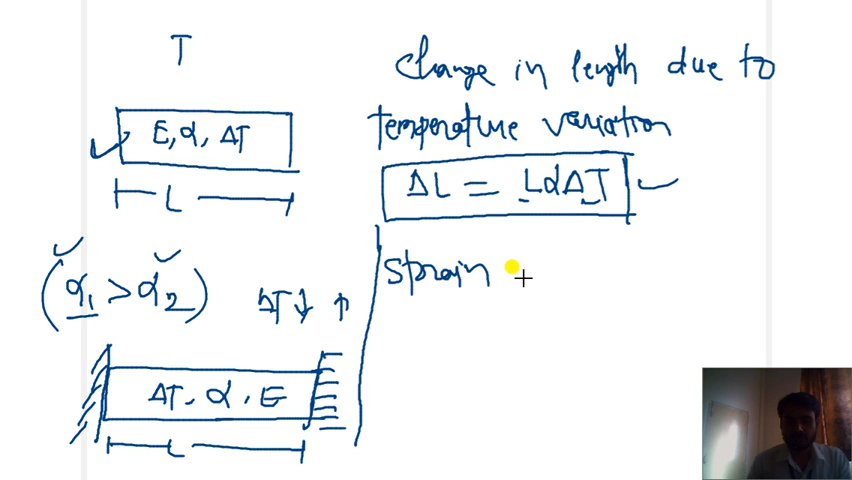 T
Change in length due to
temperature variation
E, α, ΔT
L
ΔL = LαΔT
(α1 > α2)
ΔT↓ ↑
Strain
ΔT, α, E
L